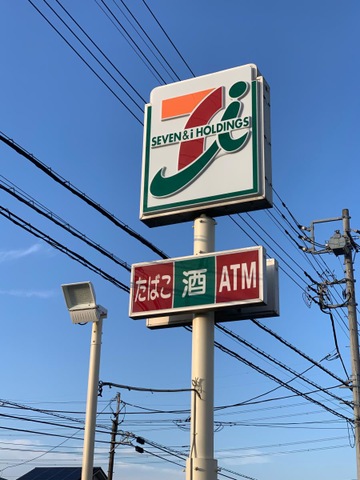 SEVEN & i HOLDINGS
たばこ 酒 ATM